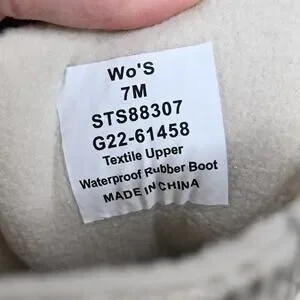 Wo'S
7M
STS88307
G22-61458
Textile Upper
Waterproof Rubber Boot
MADE IN CHINA